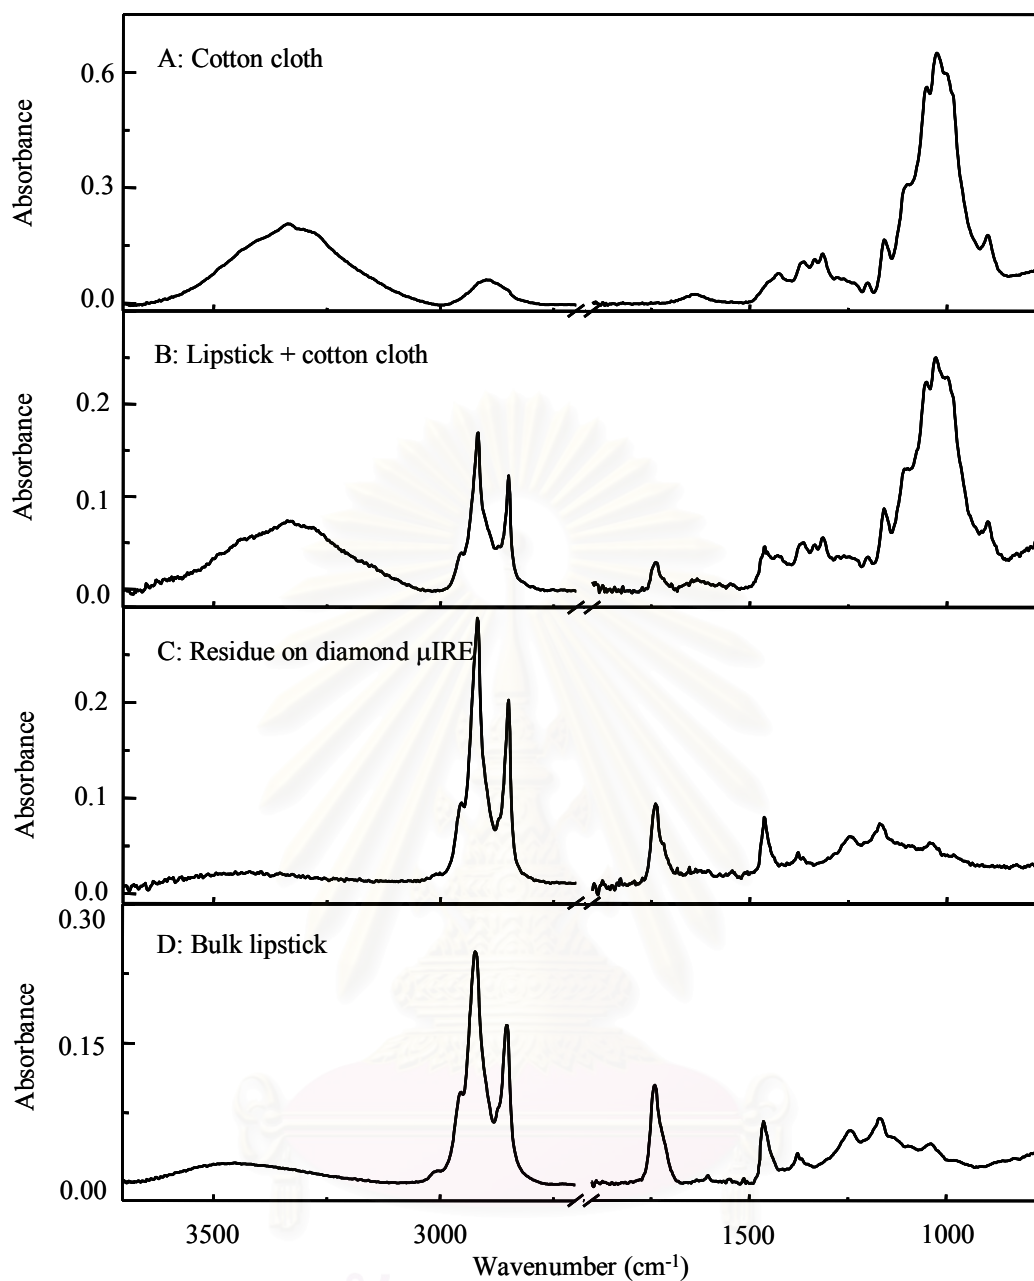 A: Cotton cloth
0.6
0.3
0.0
Absorbance
B: Lipstick + cotton cloth
0.2
0.1
0.0
Absorbance
C: Residue on diamond μIRE
0.2
0.1
0.0
Absorbance
0.30
D: Bulk lipstick
0.15
0.00
Absorbance
3500 3000 1500 1000
Wavenumber (cm⁻¹)